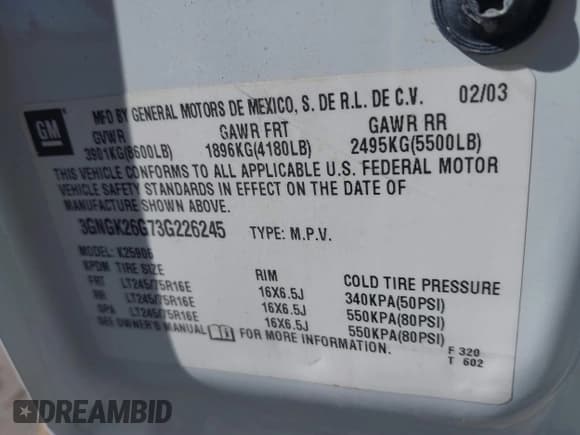 GM
MFD BY GENERAL MOTORS DE MEXICO, S. DE R.L. DE C.V. 02/03
GVWR GAWR FRT GAWR RR
3901KG(8600LB) 1896KG(4180LB) 2495KG(5500LB)
THIS VEHICLE CONFORMS TO ALL APPLICABLE U.S. FEDERAL MOTOR
VEHICLE SAFETY STANDARDS IN EFFECT ON THE DATE OF
MANUFACTURE SHOWN ABOVE.
3GNGK26G73G226245 TYPE: M.P.V.
MODEL: K25906
XPDM TIRE SIZE RIM COLD TIRE PRESSURE
FRT LT245/75R16E 16X6.5J 340KPA(50PSI)
RR LT245/75R16E 16X6.5J 550KPA(80PSI)
SPA LT245/75R16E 16X6.5J 550KPA(80PSI)
SEE OWNER'S MANUAL FOR MORE INFORMATION.
F 320
T 602
DREAMBID